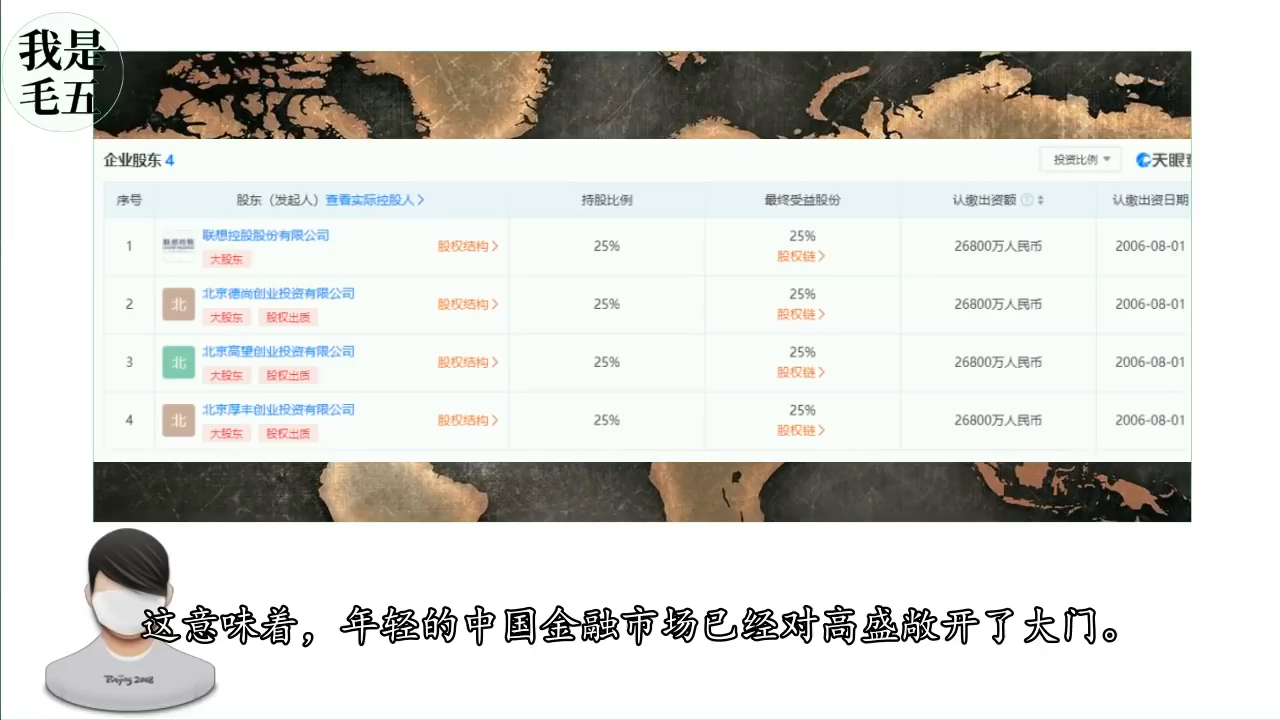 我是
毛五
企业股东 4
投资比例
天眼查
序号 股东（发起人）查看实际控股人 持股比例 最终受益股份 认缴出资额 认缴出资日期
1 联想控股 联想控股股份有限公司 大股东 股权结构 25% 25% 股权链 26800万人民币 2006-08-01
2 北 北京德尚创业投资有限公司 大股东 股权出质 股权结构 25% 25% 股权链 26800万人民币 2006-08-01
3 北 北京高望创业投资有限公司 大股东 股权出质 股权结构 25% 25% 股权链 26800万人民币 2006-08-01
4 北 北京厚丰创业投资有限公司 大股东 股权出质 股权结构 25% 25% 股权链 26800万人民币 2006-08-01
这意味着，年轻的中国金融市场已经对高盛敞开了大门。
Beijing 2008